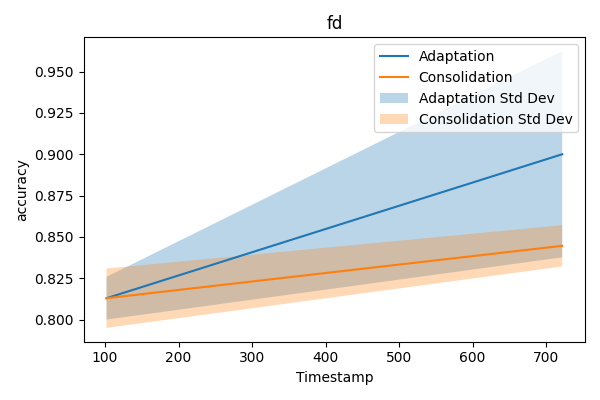 fd
Adaptation
Consolidation
Adaptation Std Dev
Consolidation Std Dev
accuracy
0.950
0.925
0.900
0.875
0.850
0.825
0.800
100 200 300 400 500 600 700
Timestamp